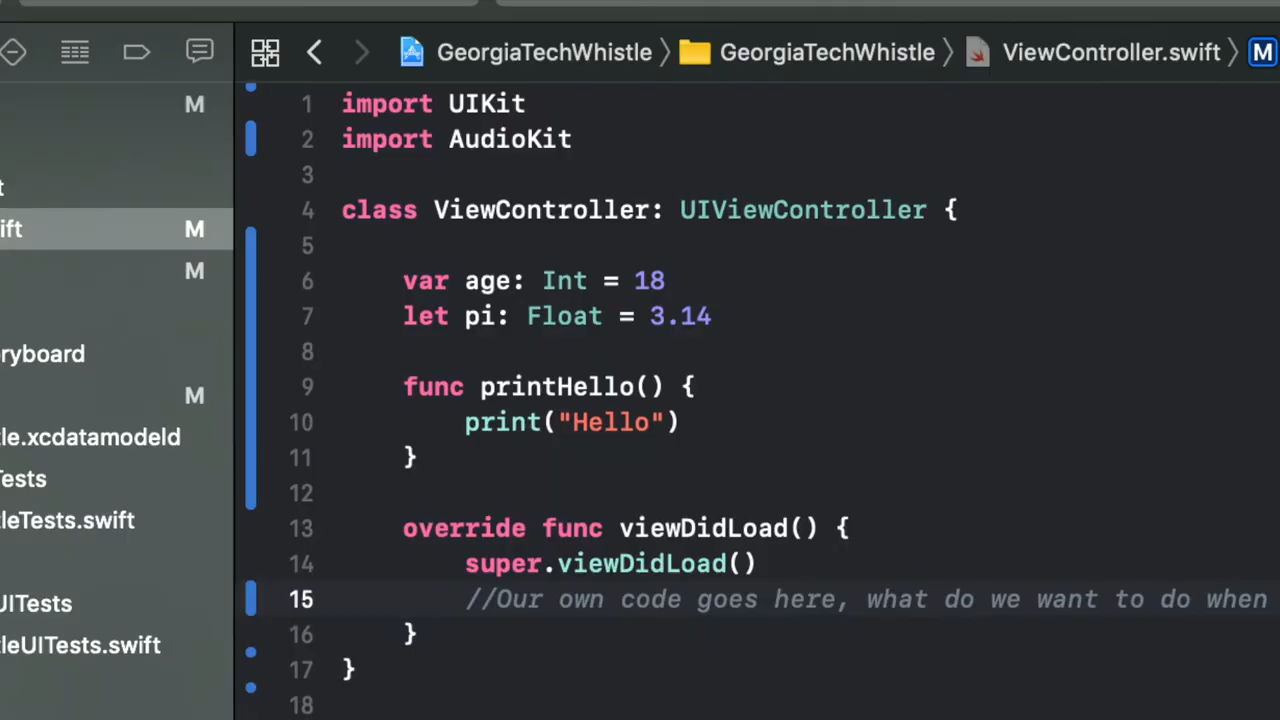 GeorgiaTechWhistle 〉 GeorgiaTechWhistle 〉 ViewController.swift 〉 M
M
t
ift M
M
ryboard
M
tle.xcdatamodeld
Tests
tleTests.swift
UITests
tleUITests.swift
1 import UIKit
2 import AudioKit
3
4 class ViewController: UIViewController {
5
6 var age: Int = 18
7 let pi: Float = 3.14
8
9 func printHello() {
10 print("Hello")
11 }
12
13 override func viewDidLoad() {
14 super.viewDidLoad()
15 //Our own code goes here, what do we want to do when
16 }
17 }
18